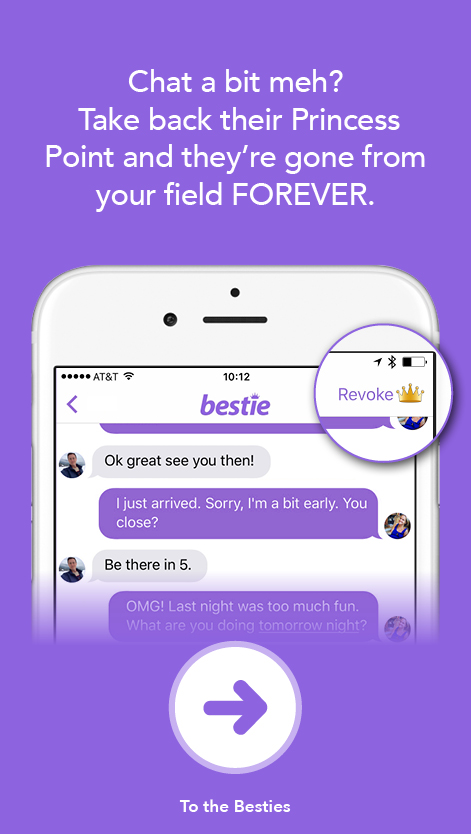 Chat a bit meh?
Take back their Princess
Point and they're gone from
your field FOREVER.
AT&T
10:12
bestie
Revoke
Ok great see you then!
I just arrived. Sorry, I'm a bit early. You
close?
Be there in 5.
OMG! Last night was too much fun.
What are you doing tomorrow night?
To the Besties